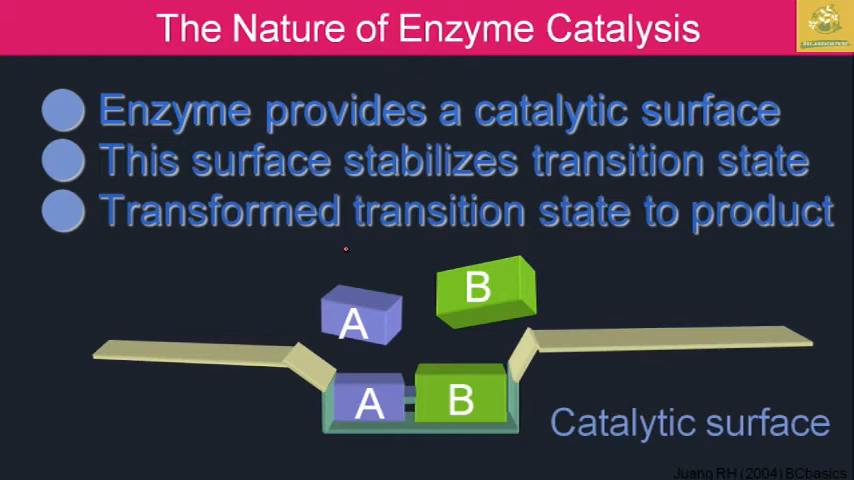 The Nature of Enzyme Catalysis
Enzyme provides a catalytic surface
This surface stabilizes transition state
Transformed transition state to product
A
B
A
B
Catalytic surface
Juang RH (2004) BCbasics